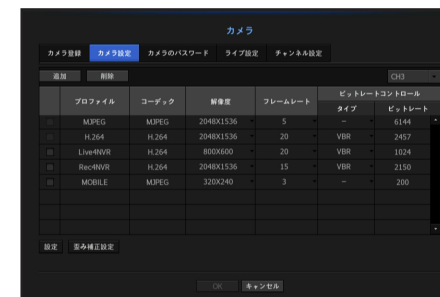 カメラ
カメラ登録 カメラ設定 カメラのパスワード ライブ設定 チャンネル設定
追加 削除 CH3
プロファイル コーデック 解像度 フレームレート ビットレートコントロール
タイプ ビットレート
MJPEG MJPEG 2048X1536 5 – 6144
H.264 H.264 2048X1536 20 VBR 2457
Live4NVR H.264 800X600 20 VBR 1024
Rec4NVR H.264 2048X1536 15 VBR 2150
MOBILE MJPEG 320X240 3 – 200
設定 歪み補正設定
OK キャンセル